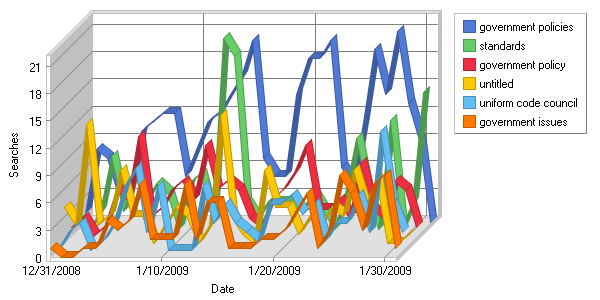 government policies
standards
government policy
untitled
uniform code council
government issues
21
18
15
12
9
6
3
0
Searches
12/31/2008
1/10/2009
1/20/2009
1/30/2009
Date